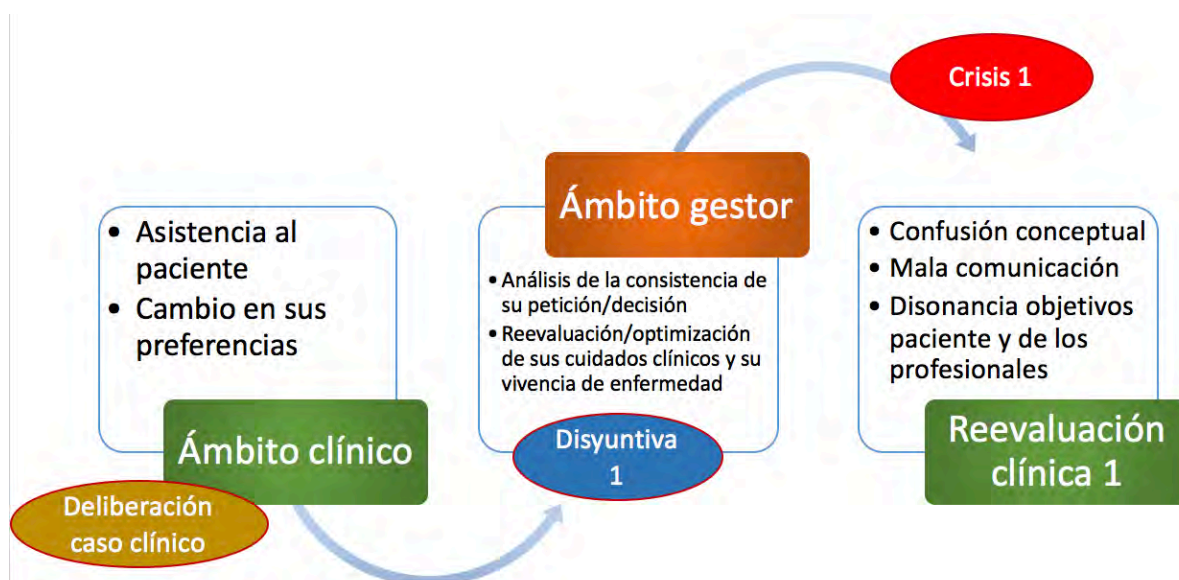 • Asistencia al
paciente
• Cambio en sus
preferencias
Ámbito clínico
Deliberación
caso clínico
Ámbito gestor
• Análisis de la consistencia de
su petición/decisión
• Reevaluación/optimización
de sus cuidados clínicos y su
vivencia de enfermedad
Disyuntiva
1
Crisis 1
• Confusión conceptual
• Mala comunicación
• Disonancia objetivos
paciente y de los
profesionales
Reevaluación
clínica 1